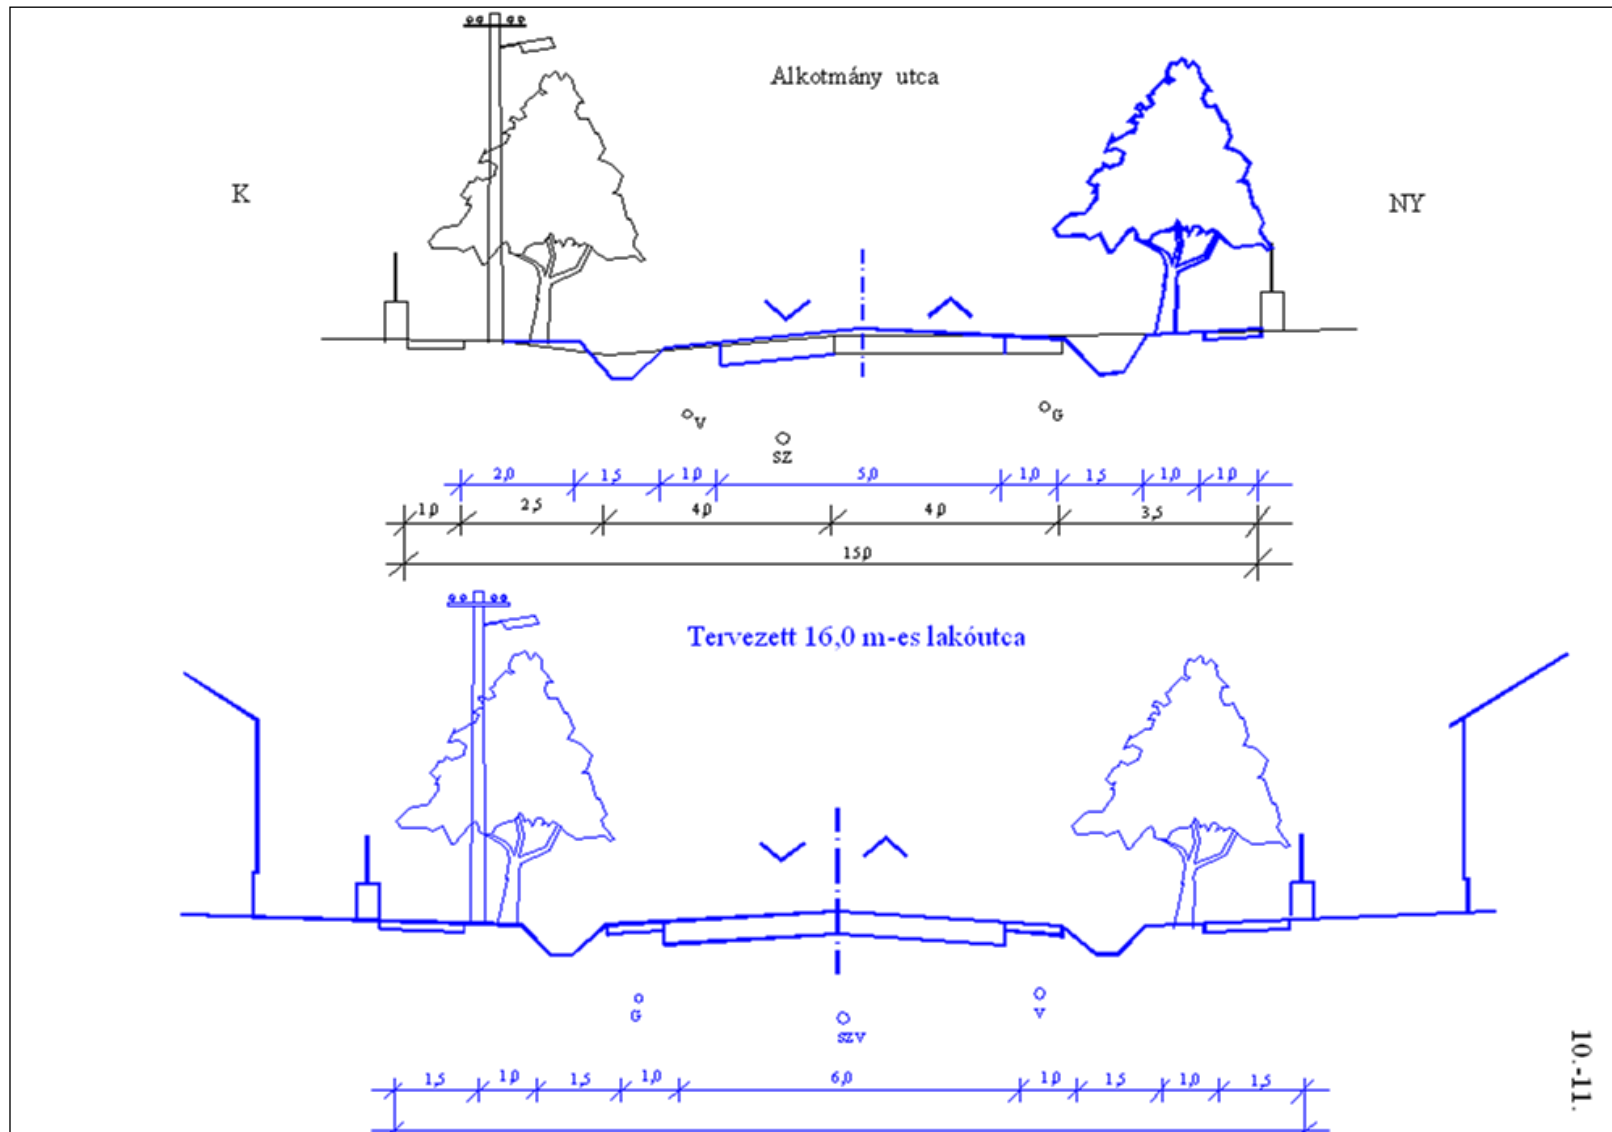 Alkotmány utca
K
NY
V
G
SZ
2,0 1,5 1,0 5,0 1,0 1,5 1,0 1,0
1,0 2,5 4,0 4,0 3,5
15,0
Tervezett 16,0 m-es lakóutca
G
SZV
V
10.-11.
1,5 1,0 1,5 1,0 6,0 1,0 1,5 1,0 1,5